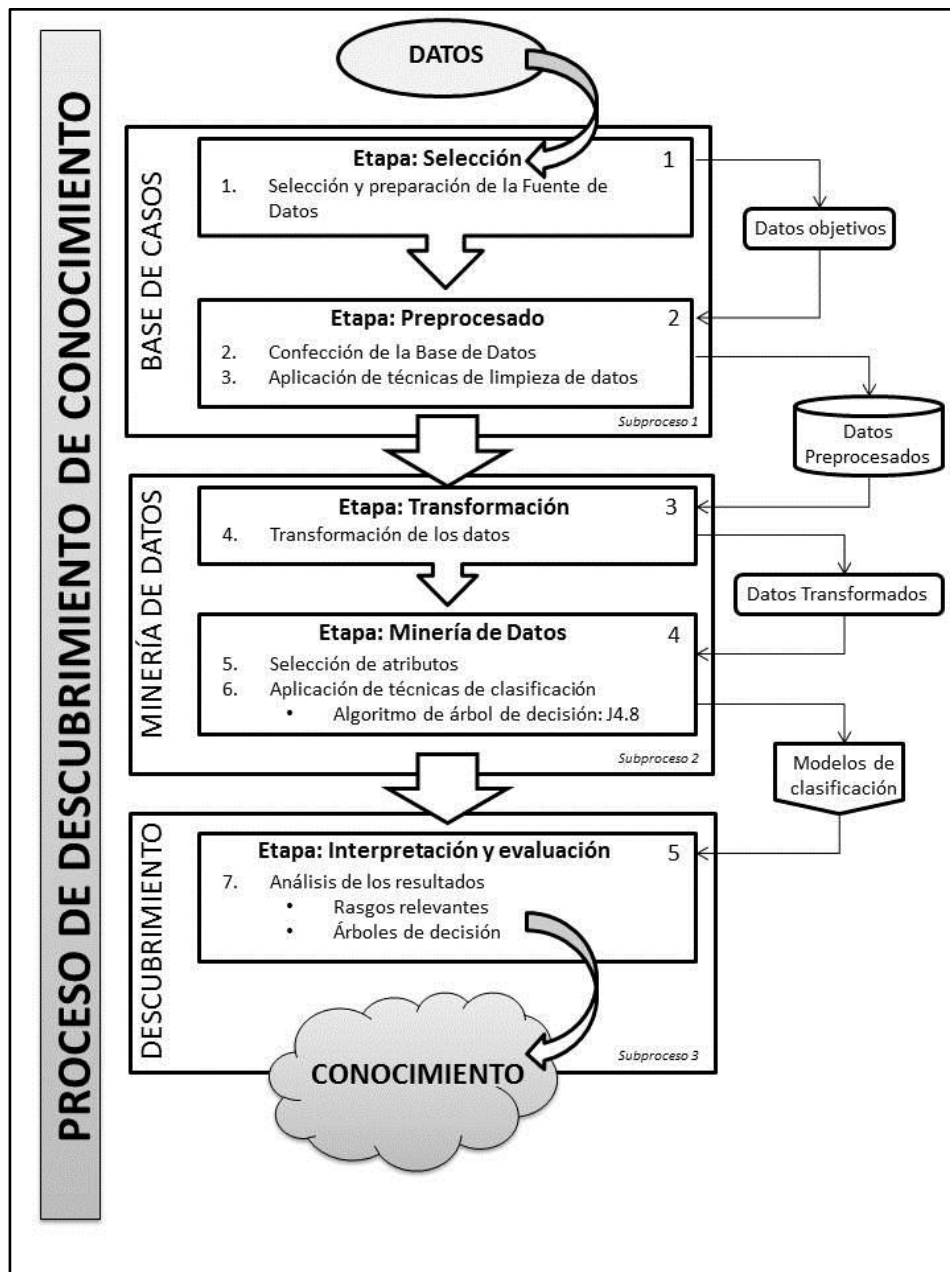 PROCESO DE DESCUBRIMIENTO DE CONOCIMIENTO
DATOS
BASE DE CASOS
Etapa: Selección
1
1. Selección y preparación de la Fuente de
Datos
Datos objetivos
Etapa: Preprocesado
2
2. Confección de la Base de Datos
3. Aplicación de técnicas de limpieza de datos
Subproceso 1
Datos
Preprocesados
MINERÍA DE DATOS
Etapa: Transformación
3
4. Transformación de los datos
Datos Transformados
Etapa: Minería de Datos
4
5. Selección de atributos
6. Aplicación de técnicas de clasificación
• Algoritmo de árbol de decisión: J4.8
Subproceso 2
Modelos de
clasificación
DESCUBRIMIENTO
Etapa: Interpretación y evaluación
5
7. Análisis de los resultados
• Rasgos relevantes
• Árboles de decisión
Subproceso 3
CONOCIMIENTO